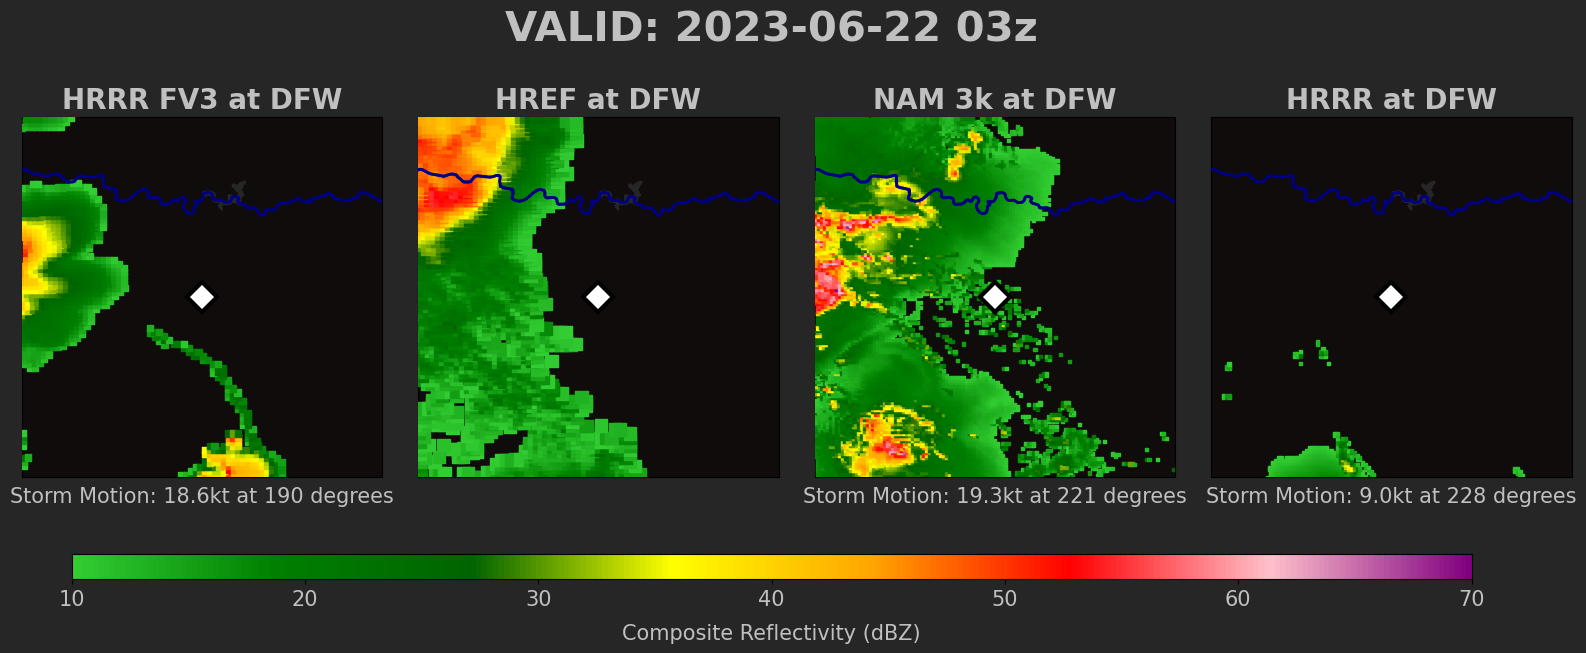 VALID: 2023-06-22 03z
HRRR FV3 at DFW
HREF at DFW
NAM 3k at DFW
HRRR at DFW
Storm Motion: 18.6kt at 190 degrees
Storm Motion: 19.3kt at 221 degrees
Storm Motion: 9.0kt at 228 degrees
10 20 30 40 50 60 70
Composite Reflectivity (dBZ)